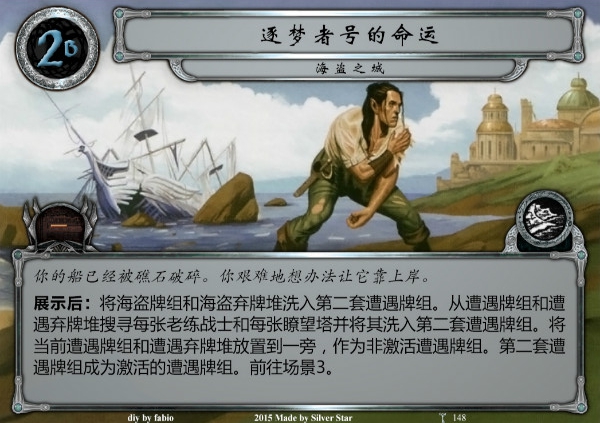 2B
逐梦者号的命运
海盗之城
你的船已经被礁石破碎。你艰难地想办法让它靠上岸。
展示后：将海盗牌组和海盗弃牌堆洗入第二套遭遇牌组。从遭遇牌组和遭
遇弃牌堆搜寻每张老练战士和每张瞭望塔并将其洗入第二套遭遇牌组。将
当前遭遇牌组和遭遇弃牌堆放置到一旁，作为非激活遭遇牌组。第二套遭
遇牌组成为激活的遭遇牌组。前往场景3。
diy by fabio
2015 Made by Silver Star
148